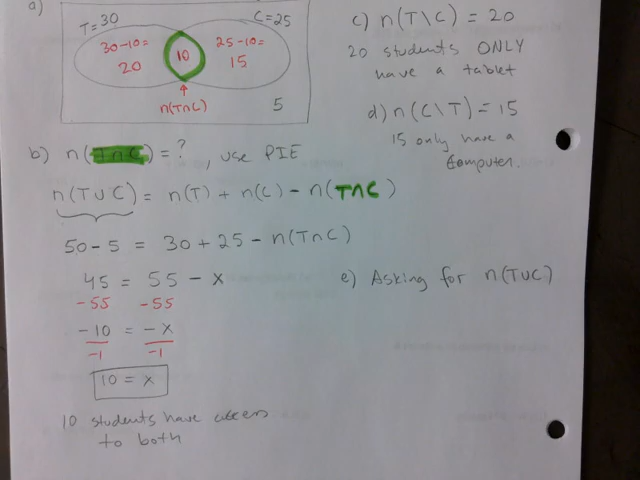 a)
T=30
C=25
30-10=
20
10
25-10=
15
n(T∩C)
5
b) n(T∩C)=? , use PIE
n(T∪C) = n(T) + n(C) - n(T∩C)
50-5 = 30+25-n(T∩C)
45 = 55-x
-55 -55
-10 = -x
-1 -1
10 = x
10 students have access
to both
c) n(T\C) = 20
20 students ONLY
have a tablet
d) n(C\T) = 15
15 only have a
computer.
e) Asking for n(T∪C)